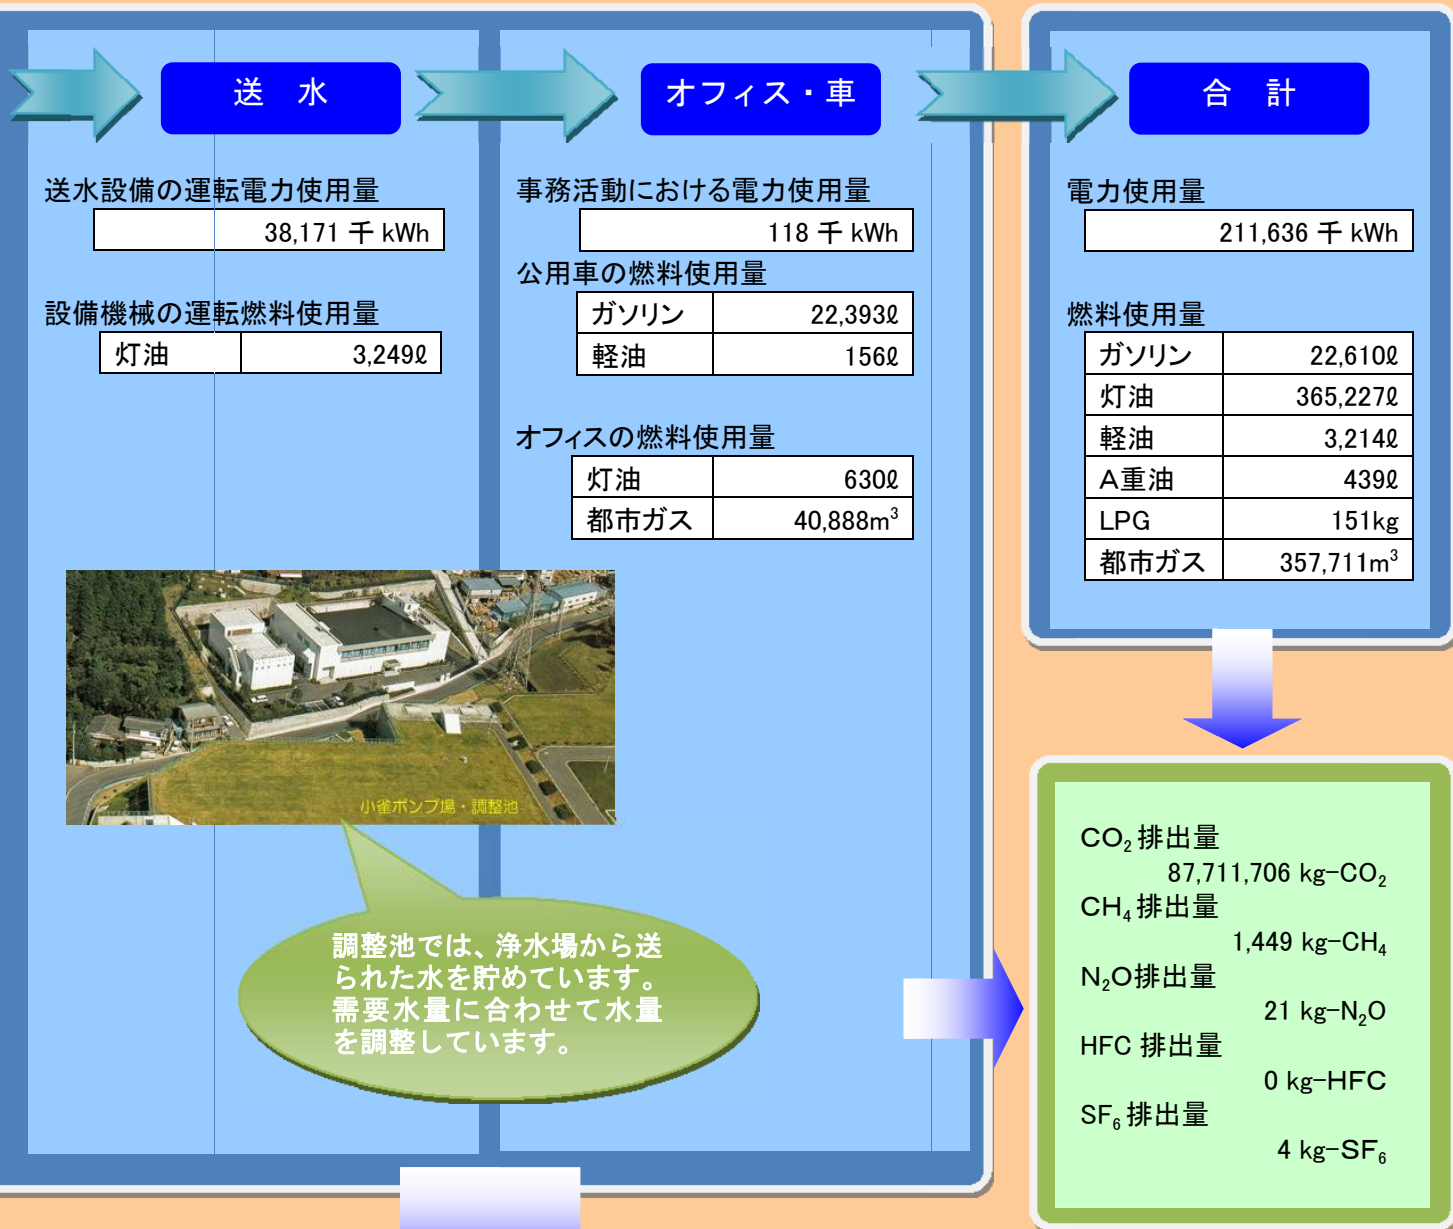 送 水
送水設備の運転電力使用量
38,171 千 kWh
設備機械の運転燃料使用量
灯油 3,249ℓ
小雀ポンプ場・調整池
調整池では、浄水場から送
られた水を貯めています。
需要水量に合わせて水量
を調整しています。
オフィス・車
事務活動における電力使用量
118 千 kWh
公用車の燃料使用量
ガソリン 22,393ℓ
軽油 156ℓ
オフィスの燃料使用量
灯油 630ℓ
都市ガス 40,888m³
合 計
電力使用量
211,636 千 kWh
燃料使用量
ガソリン 22,610ℓ
灯油 365,227ℓ
軽油 3,214ℓ
A重油 439ℓ
LPG 151kg
都市ガス 357,711m³
CO₂排出量
87,711,706 kg-CO₂
CH₄排出量
1,449 kg-CH₄
N₂O排出量
21 kg-N₂O
HFC 排出量
0 kg-HFC
SF₆排出量
4 kg-SF₆